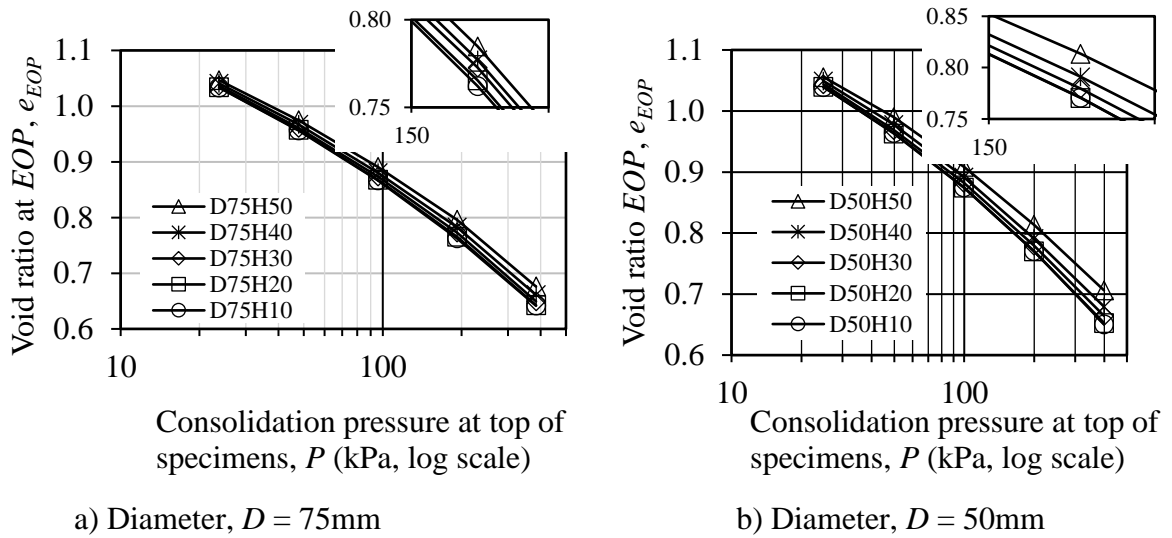 0.80
0.75
150
1.1
1.0
0.9
0.8
0.7
0.6
Void ratio at EOP, e_EOP
D75H50
D75H40
D75H30
D75H20
D75H10
10
100
Consolidation pressure at top of
specimens, P (kPa, log scale)
a) Diameter, D = 75mm
0.85
0.80
0.75
150
1.1
1.0
0.9
0.8
0.7
0.6
Void ratio EOP, e_EOP
D50H50
D50H40
D50H30
D50H20
D50H10
10
100
Consolidation pressure at top of
specimens, P (kPa, log scale)
b) Diameter, D = 50mm